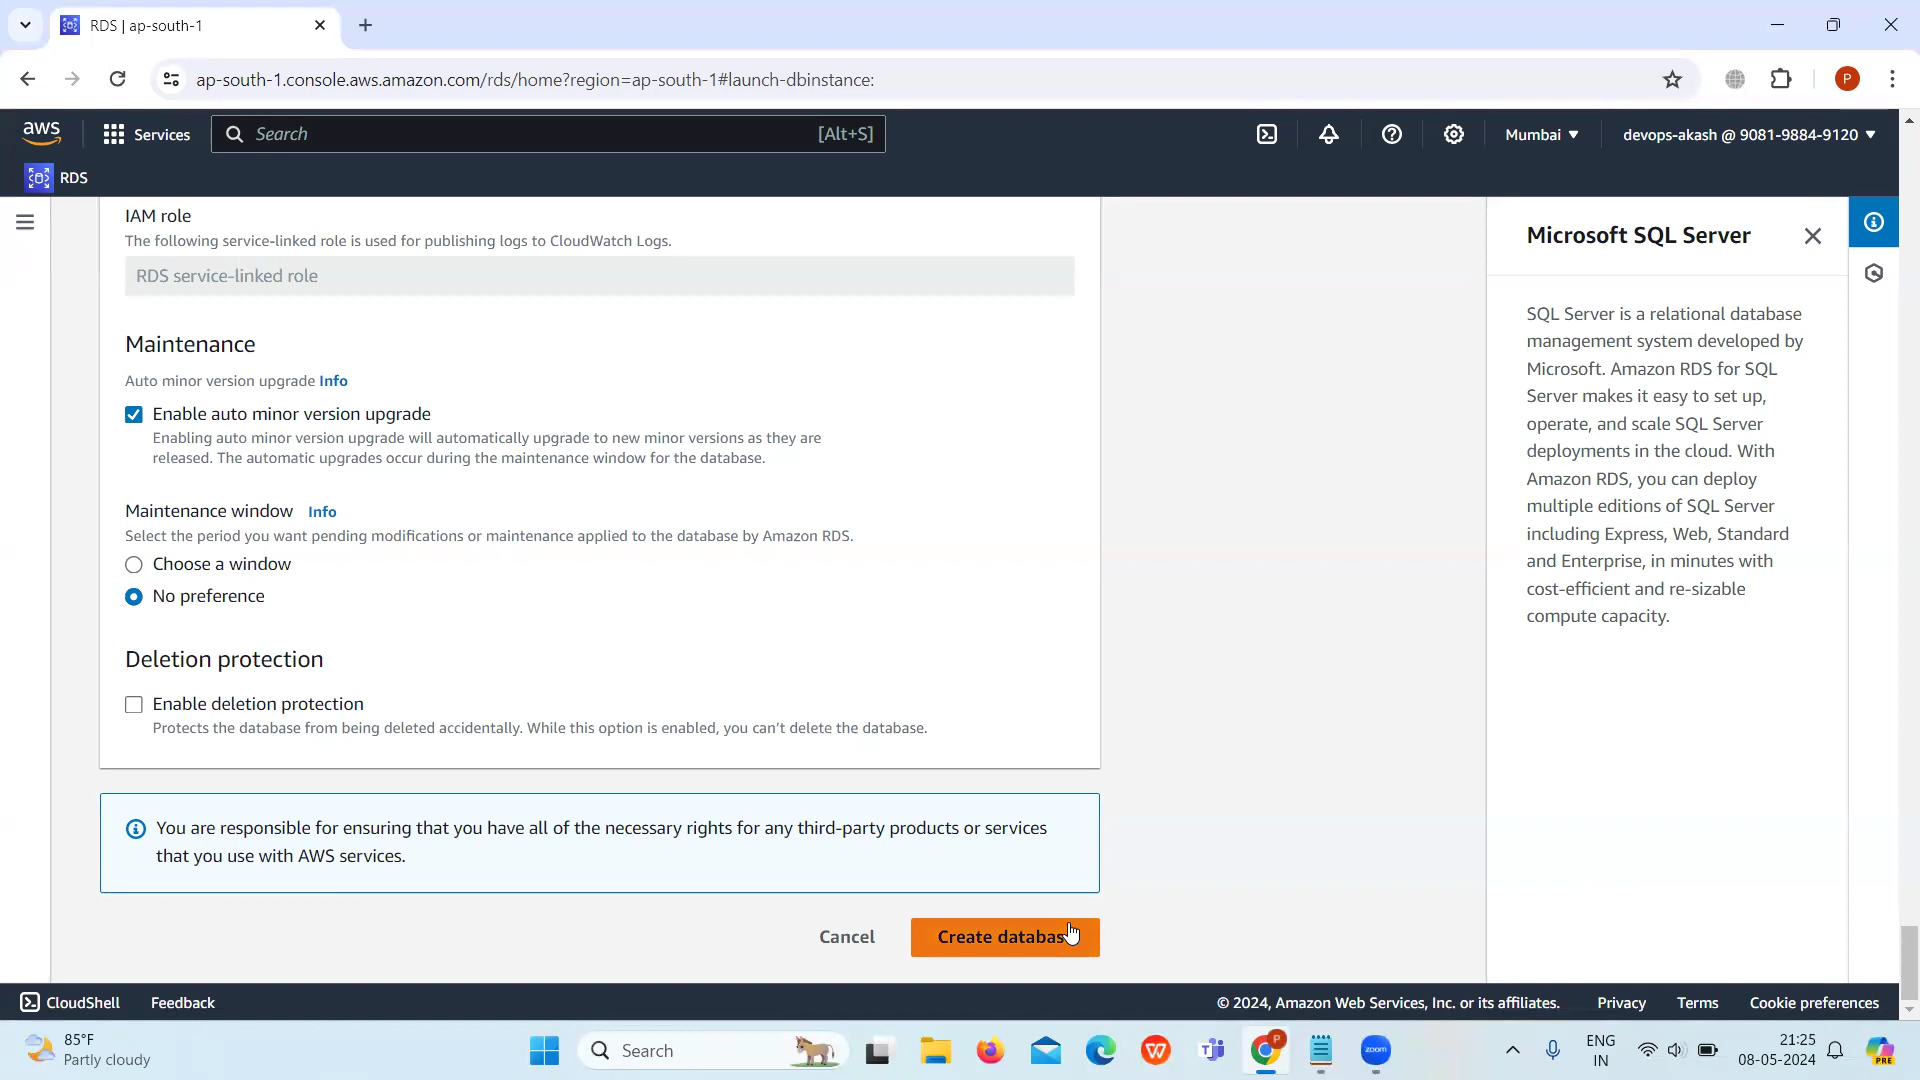 RDS | ap-south-1
ap-south-1.console.aws.amazon.com/rds/home?region=ap-south-1#launch-dbinstance:
P
aws
Services
Search
[Alt+S]
Mumbai
devops-akash @ 9081-9884-9120
RDS
IAM role
The following service-linked role is used for publishing logs to CloudWatch Logs.
RDS service-linked role
Maintenance
Auto minor version upgrade Info
Enable auto minor version upgrade
Enabling auto minor version upgrade will automatically upgrade to new minor versions as they are
released. The automatic upgrades occur during the maintenance window for the database.
Maintenance window Info
Select the period you want pending modifications or maintenance applied to the database by Amazon RDS.
Choose a window
No preference
Deletion protection
Enable deletion protection
Protects the database from being deleted accidentally. While this option is enabled, you can't delete the database.
You are responsible for ensuring that you have all of the necessary rights for any third-party products or services
that you use with AWS services.
Cancel
Create databas
Microsoft SQL Server
SQL Server is a relational database
management system developed by
Microsoft. Amazon RDS for SQL
Server makes it easy to set up,
operate, and scale SQL Server
deployments in the cloud. With
Amazon RDS, you can deploy
multiple editions of SQL Server
including Express, Web, Standard
and Enterprise, in minutes with
cost-efficient and re-sizable
compute capacity.
CloudShell
Feedback
© 2024, Amazon Web Services, Inc. or its affiliates.
Privacy
Terms
Cookie preferences
85°F
Partly cloudy
Search
W
P
zoom
ENG
IN
21:25
08-05-2024
PRE